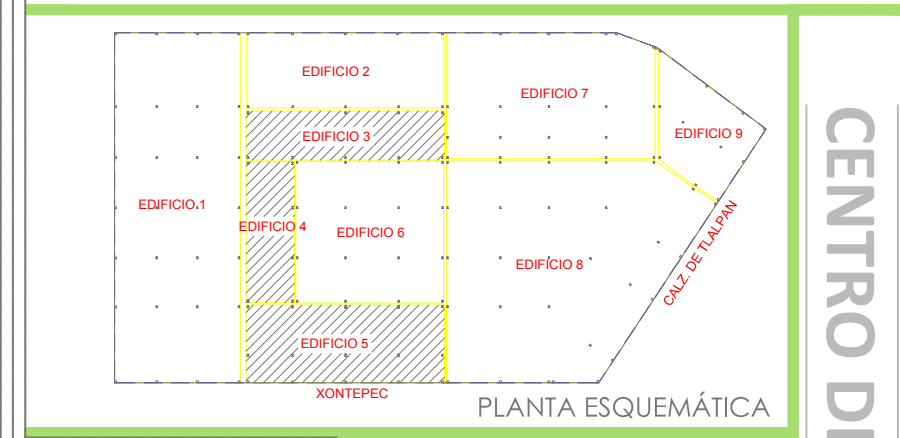 EDIFICIO 2
EDIFICIO 7
EDIFICIO 3
EDIFICIO 9
EDIFICIO 1
EDIFICIO 4
EDIFICIO 6
EDIFICIO 8
CALZ. DE TLALPAN
EDIFICIO 5
XONTEPEC
PLANTA ESQUEMÁTICA
CENTRO